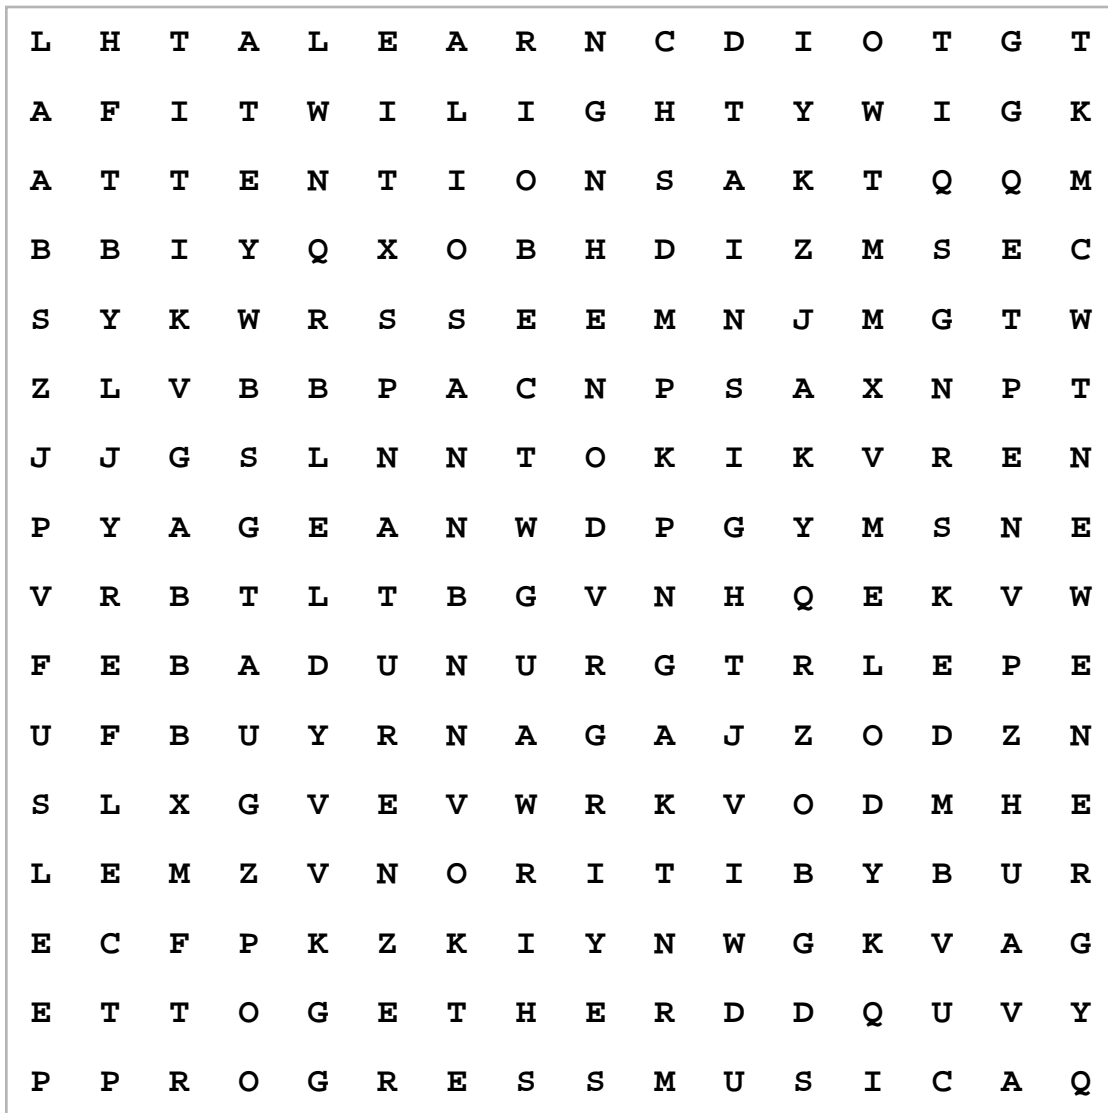 L H T A L E A R N C D I O T G T
A F I T W I L I G H T Y W I G K
A T T E N T I O N S A K T Q Q M
B B I Y Q X O B H D I Z M S E C
S Y K W R S S E E M N J M G T W
Z L V B B P A C N P S A X N P T
J J G S L N N T O K I K V R E N
P Y A G E A N W D P G Y M S N E
V R B T L T B G V N H Q E K V W
F E B A D U N U R G T R L E P E
U F B U Y R N A G A J Z O D Z N
S L X G V E V W R K V O D M H E
L E M Z V N O R I T I B Y B U R
E C F P K Z K I Y N W G K V A G
E T T O G E T H E R D D Q U V Y
P P R O G R E S S M U S I C A Q